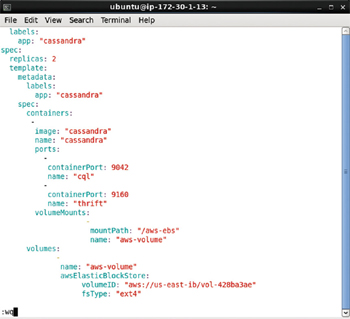 ubuntu@ip-172-30-1-13: ~
File Edit View Search Terminal Help
labels:
app: "cassandra"
spec:
replicas: 2
template:
metadata:
labels:
app: "cassandra"
spec:
containers:
-
image: "cassandra"
name: "cassandra"
ports:
-
containerPort: 9042
name: "cql"
-
containerPort: 9160
name: "thrift"
volumeMounts:
-
mountPath: "/aws-ebs"
name: "aws-volume"
volumes:
-
name: "aws-volume"
awsElasticBlockStore:
volumeID: "aws://us-east-ib/vol-428ba3ae"
fsType: "ext4"
:wq